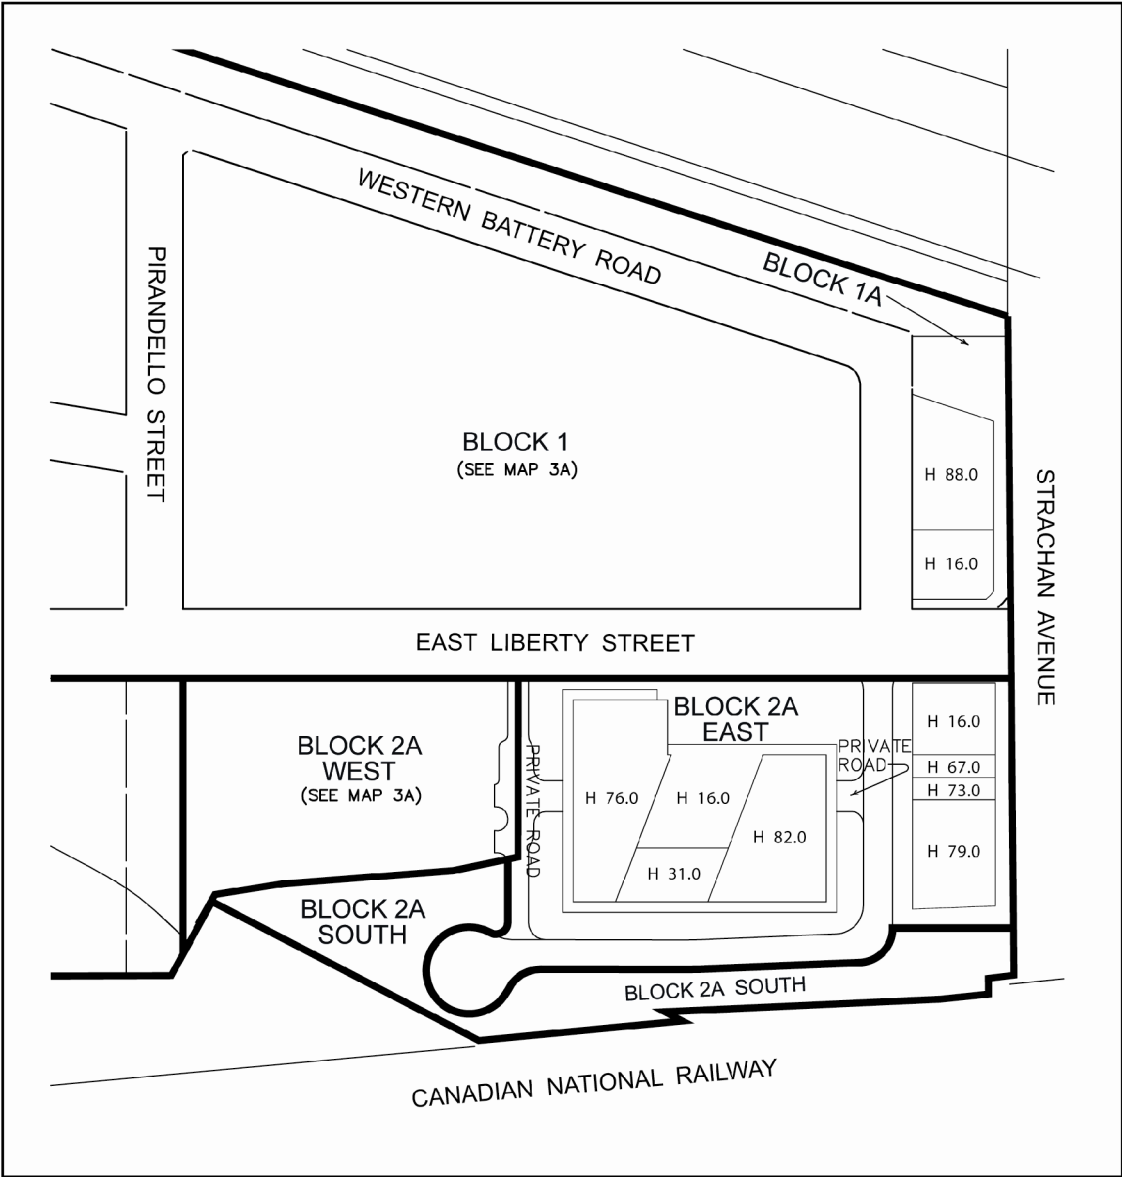 WESTERN BATTERY ROAD
BLOCK 1A
PIRANDELLO STREET
BLOCK 1
(SEE MAP 3A)
H 88.0
H 16.0
STRACHAN AVENUE
EAST LIBERTY STREET
BLOCK 2A
WEST
(SEE MAP 3A)
PRIVATE ROAD
BLOCK 2A
EAST
H 76.0
H 16.0
H 31.0
H 82.0
PRIVATE
ROAD
H 16.0
H 67.0
H 73.0
H 79.0
BLOCK 2A
SOUTH
BLOCK 2A SOUTH
CANADIAN NATIONAL RAILWAY